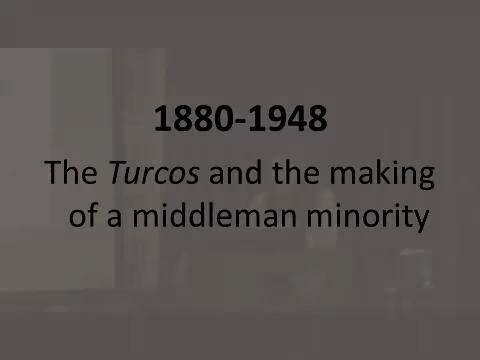 1880-1948
The Turcos and the making
of a middleman minority